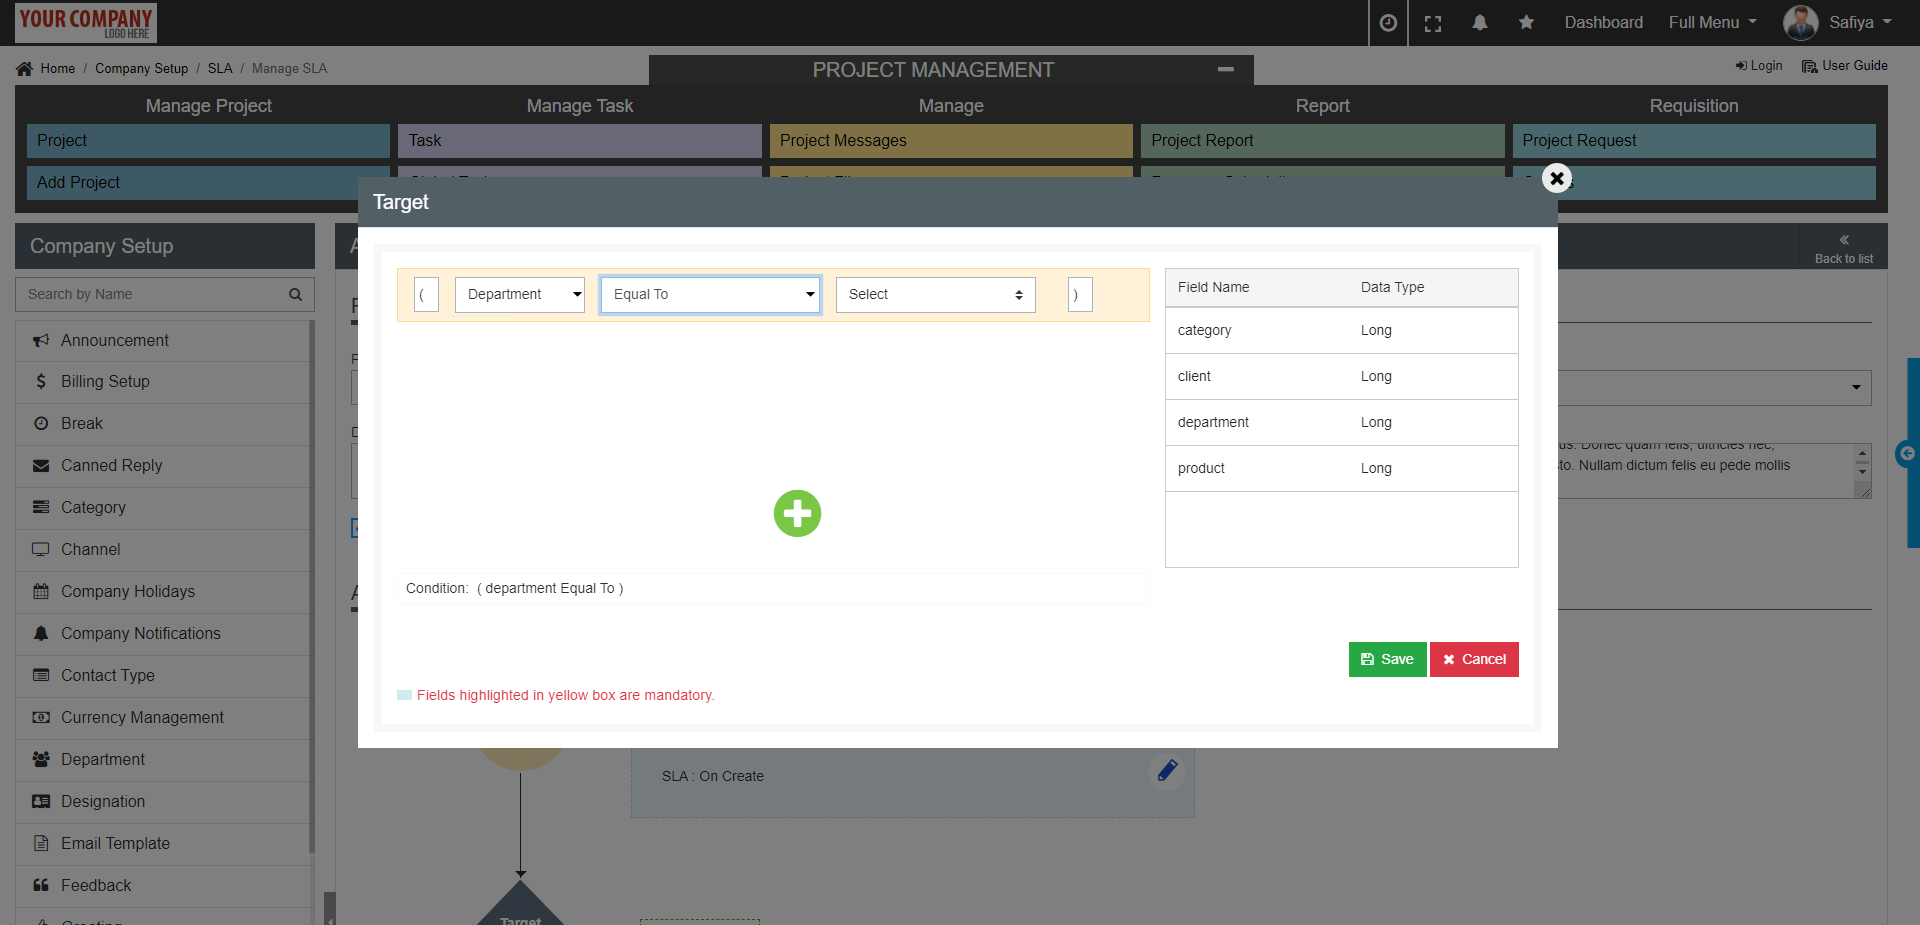 YOUR COMPANY
LOGO HERE
Dashboard
Full Menu
Safiya
Home / Company Setup / SLA / Manage SLA
PROJECT MANAGEMENT
Login
User Guide
Manage Project
Manage Task
Manage
Report
Requisition
Project
Task
Project Messages
Project Report
Project Request
Add Project
Target
Company Setup
Back to list
Search by Name
Announcement
Billing Setup
Break
Canned Reply
Category
Channel
Company Holidays
Company Notifications
Contact Type
Currency Management
Department
Designation
Email Template
Feedback
( Department Equal To Select )
Field Name Data Type
category Long
client Long
department Long
product Long
Condition: ( department Equal To )
Save
Cancel
Fields highlighted in yellow box are mandatory.
Donec quam felis, ultricies nec,
Nullam dictum felis eu pede mollis
SLA : On Create
Target